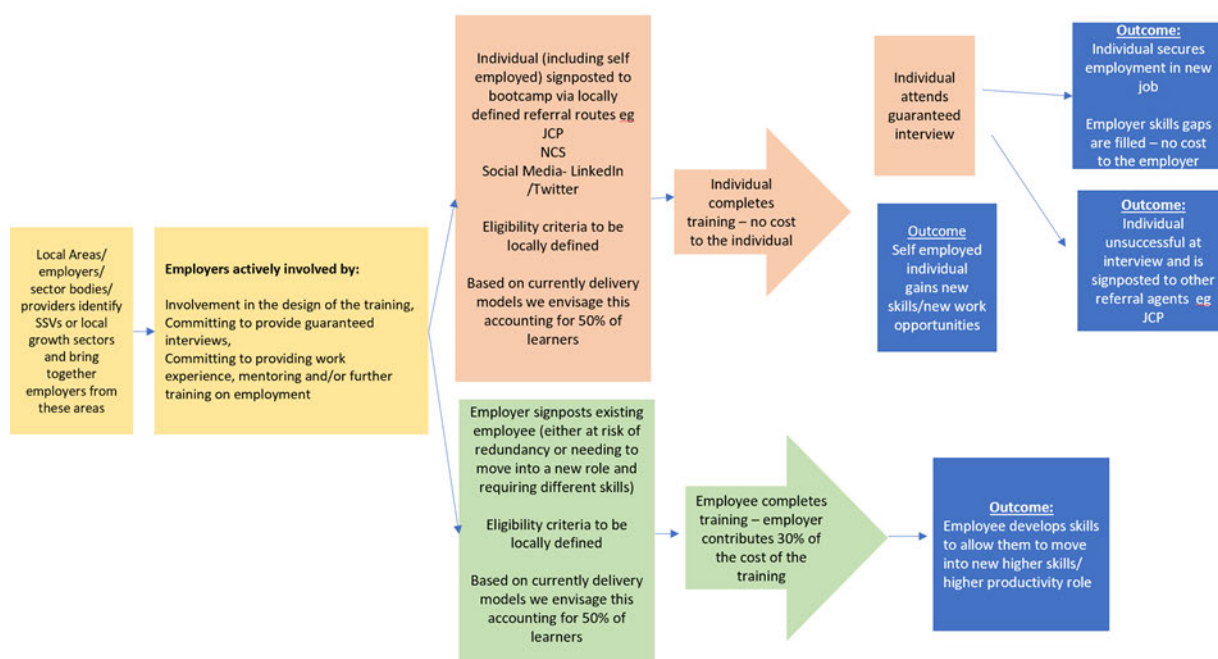 Local Areas/
employers/
sector bodies/
providers identify
SSVs or local
growth sectors
and bring
together
employers from
these areas
Employers actively involved by:
Involvement in the design of the training,
Committing to provide guaranteed
interviews,
Committing to providing work
experience, mentoring and/or further
training on employment
Individual (including self
employed) signposted to
bootcamp via locally
defined referral routes eg
JCP
NCS
Social Media- LinkedIn
/Twitter
Eligibility criteria to be
locally defined
Based on currently delivery
models we envisage this
accounting for 50% of
learners
Individual
completes
training – no cost
to the individual
Individual
attends
guaranteed
interview
Outcome:
Individual secures
employment in new
job
Employer skills gaps
are filled – no cost
to the employer
Outcome
Self employed
individual
gains new
skills/new work
opportunities
Outcome:
Individual
unsuccessful at
interview and is
signposted to other
referral agents eg
JCP
Employer signposts existing
employee (either at risk of
redundancy or needing to
move into a new role and
requiring different skills)
Eligibility criteria to be
locally defined
Based on currently delivery
models we envisage this
accounting for 50% of
learners
Employee completes
training – employer
contributes 30% of
the cost of the
training
Outcome:
Employee develops skills
to allow them to move
into new higher skills/
higher productivity role